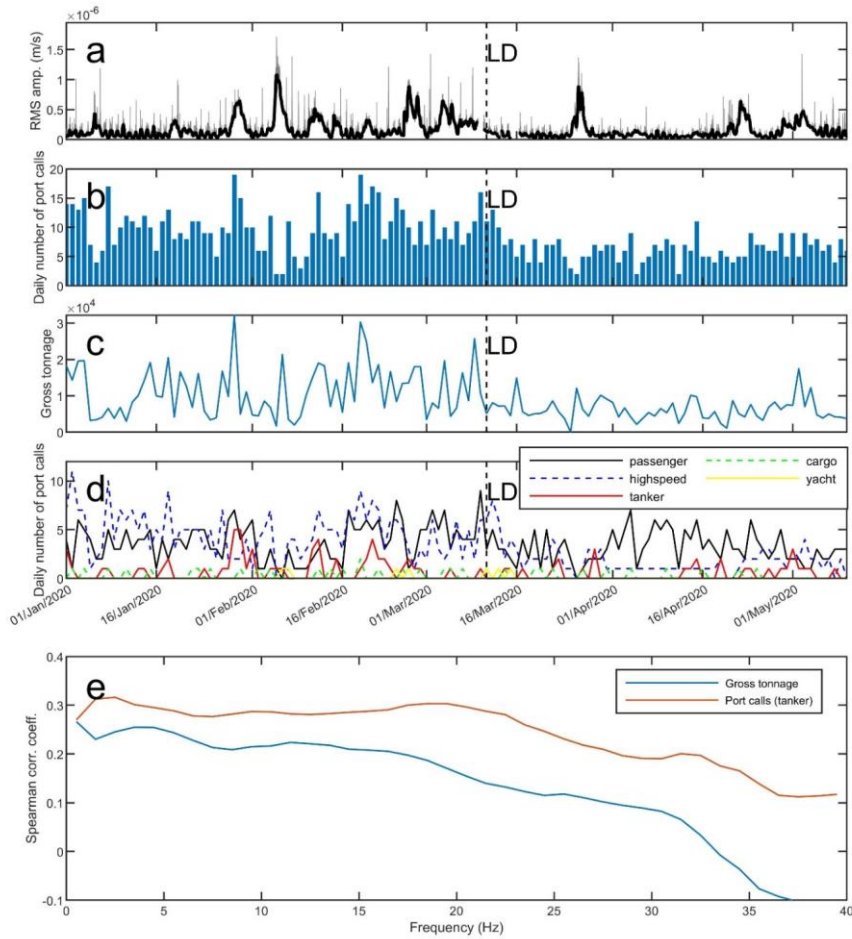 ×10⁻⁶
a
LD
RMS amp. (m/s)
1.5
1
0.5
0
b
LD
Daily number of port calls
20
15
10
5
0
×10⁴
c
LD
Gross tonnage
3
2
1
0
d
LD
Daily number of port calls
10
5
0
passenger
highspeed
tanker
cargo
yacht
01/Jan/2020
16/Jan/2020
01/Feb/2020
16/Feb/2020
01/Mar/2020
16/Mar/2020
01/Apr/2020
16/Apr/2020
01/May/2020
e
Spearman corr. coeff.
0.4
0.3
0.2
0.1
0
-0.1
Gross tonnage
Port calls (tanker)
0 5 10 15 20 25 30 35 40
Frequency (Hz)